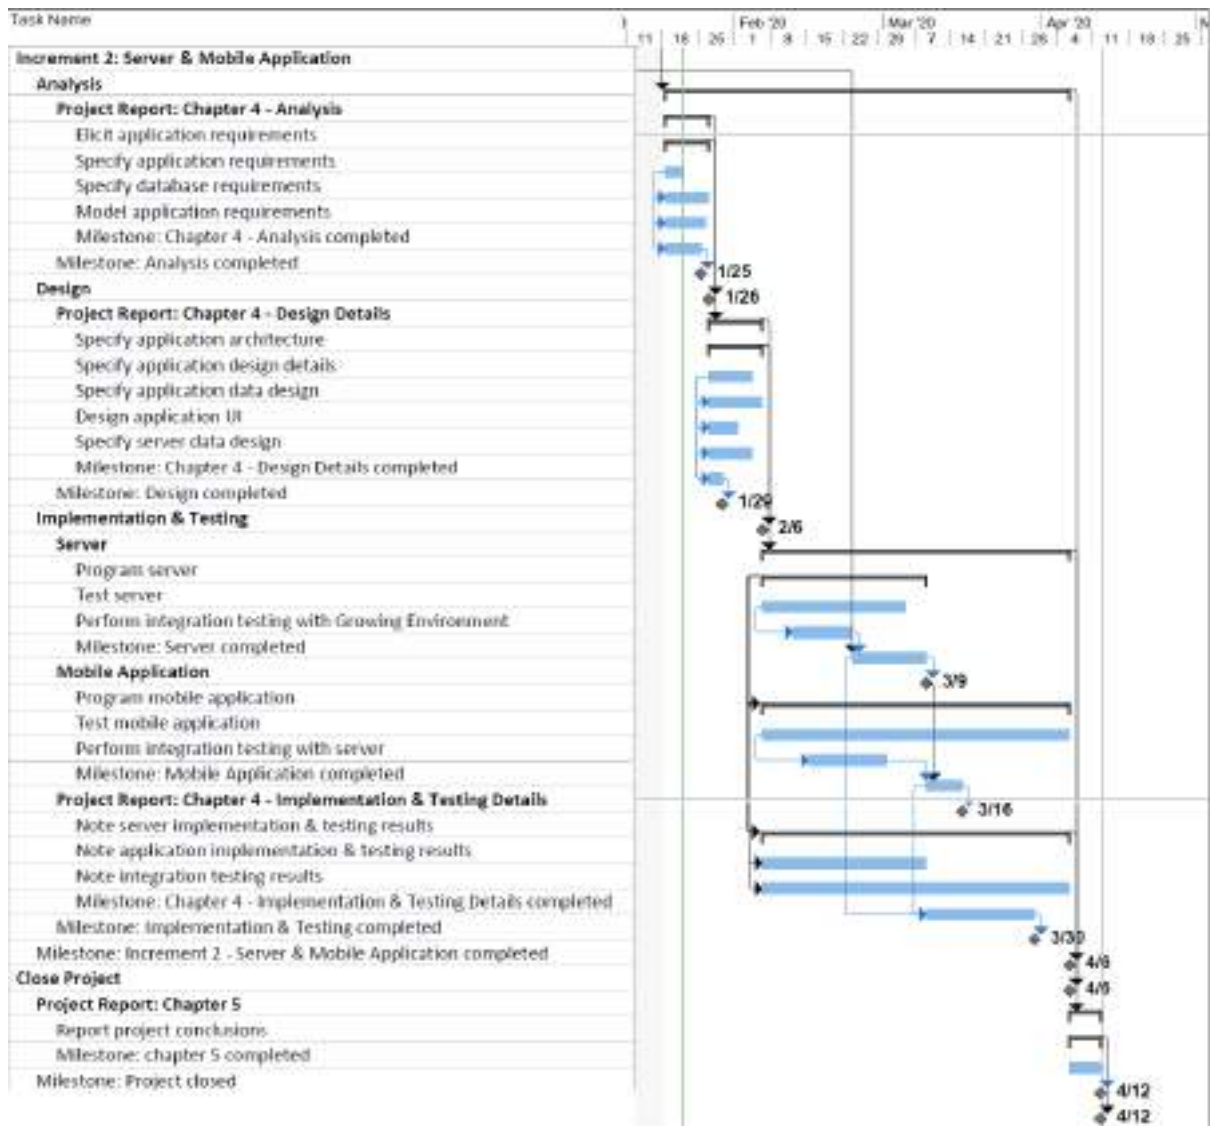 Task Name
Feb '20 Mar '20 Apr '20 M
11 18 25 1 8 15 22 29 7 14 21 28 4 11 18 25
Increment 2: Server & Mobile Application
Analysis
Project Report: Chapter 4 - Analysis
Elicit application requirements
Specify application requirements
Specify database requirements
Model application requirements
Milestone: Chapter 4 - Analysis completed
Milestone: Analysis completed
1/25
Design
1/26
Project Report: Chapter 4 - Design Details
Specify application architecture
Specify application design details
Specify application data design
Design application UI
Specify server data design
Milestone: Chapter 4 - Design Details completed
Milestone: Design completed
1/29
Implementation & Testing
2/6
Server
Program server
Test server
Perform integration testing with Growing Environment
Milestone: Server completed
Mobile Application
3/9
Program mobile application
Test mobile application
Perform integration testing with server
Milestone: Mobile Application completed
Project Report: Chapter 4 - Implementation & Testing Details
3/16
Note server implementation & testing results
Note application implementation & testing results
Note integration testing results
Milestone: Chapter 4 - Implementation & Testing Details completed
Milestone: Implementation & Testing completed
3/30
Milestone: Increment 2 - Server & Mobile Application completed
4/6
Close Project
4/6
Project Report: Chapter 5
Report project conclusions
Milestone: chapter 5 completed
Milestone: Project closed
4/12
4/12